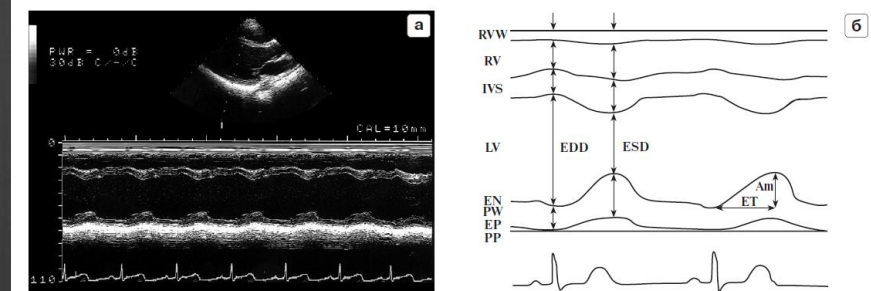 а
PWR = 0dB
30dB C/-/C
CAL=10mm
0
110
б
RVW
RV
IVS
LV
EDD
ESD
EN
PW
EP
PP
Am
ET